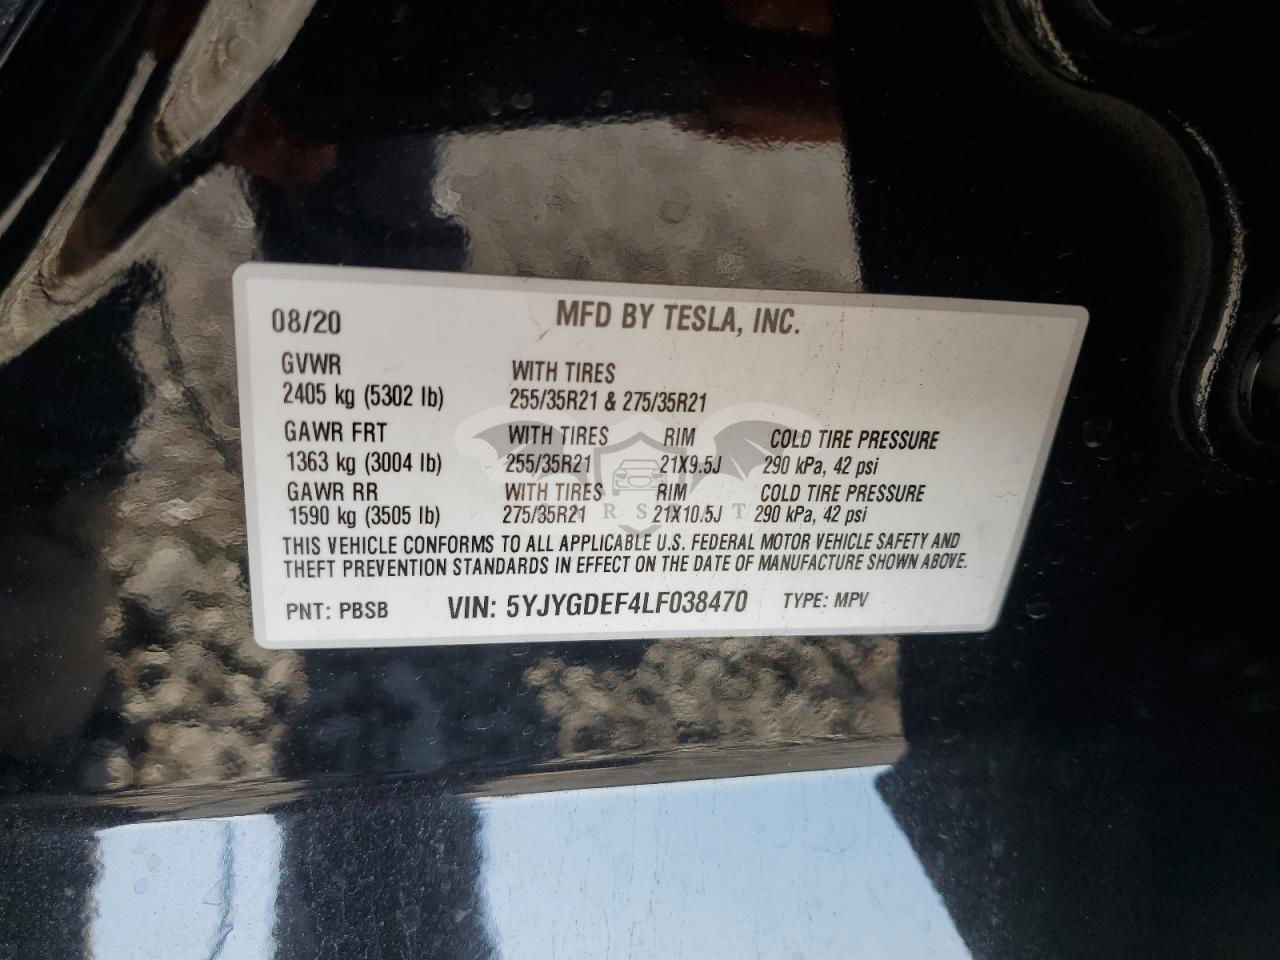 08/20 MFD BY TESLA, INC.
GVWR WITH TIRES
2405 kg (5302 lb) 255/35R21 & 275/35R21
GAWR FRT WITH TIRES RIM COLD TIRE PRESSURE
1363 kg (3004 lb) 255/35R21 21X9.5J 290 kPa, 42 psi
GAWR RR WITH TIRES RIM COLD TIRE PRESSURE
1590 kg (3505 lb) 275/35R21 21X10.5J 290 kPa, 42 psi
THIS VEHICLE CONFORMS TO ALL APPLICABLE U.S. FEDERAL MOTOR VEHICLE SAFETY AND
THEFT PREVENTION STANDARDS IN EFFECT ON THE DATE OF MANUFACTURE SHOWN ABOVE.
PNT: PBSB VIN: 5YJYGDEF4LF038470 TYPE: MPV